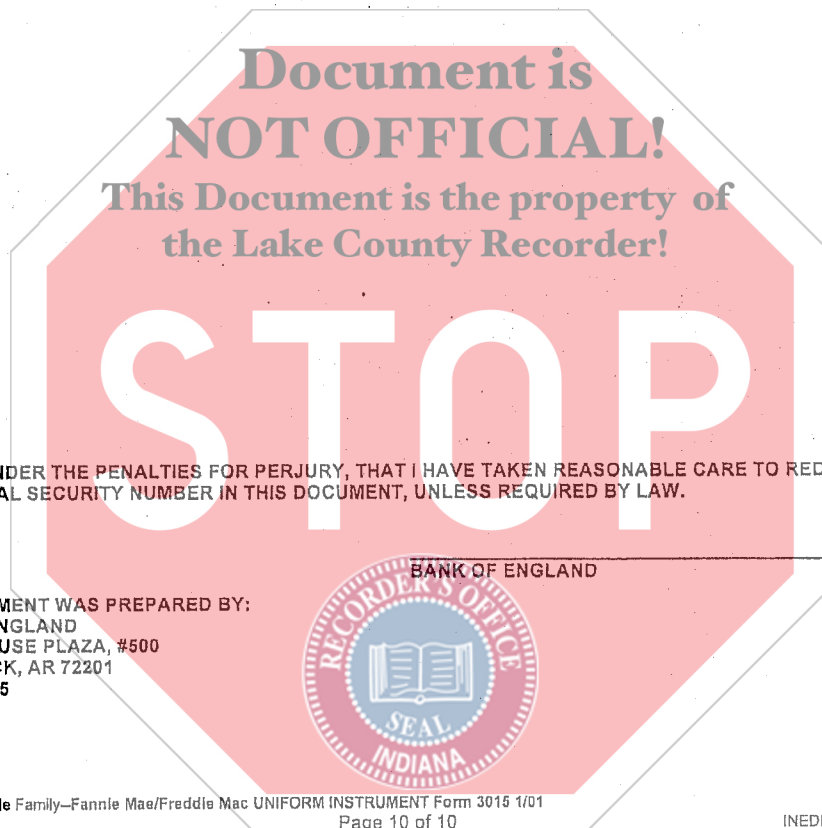 Document is
NOT OFFICIAL!
This Document is the property of
the Lake County Recorder!
STOP
NDER THE PENALTIES FOR PERJURY, THAT I HAVE TAKEN REASONABLE CARE TO RED
AL SECURITY NUMBER IN THIS DOCUMENT, UNLESS REQUIRED BY LAW.
BANK OF ENGLAND
MENT WAS PREPARED BY:
NGLAND
USE PLAZA, #500
CK, AR 72201
5
RECORDER'S OFFICE
SEAL
INDIANA
le Family–Fannie Mae/Freddie Mac UNIFORM INSTRUMENT Form 3015 1/01
Page 10 of 10
INED